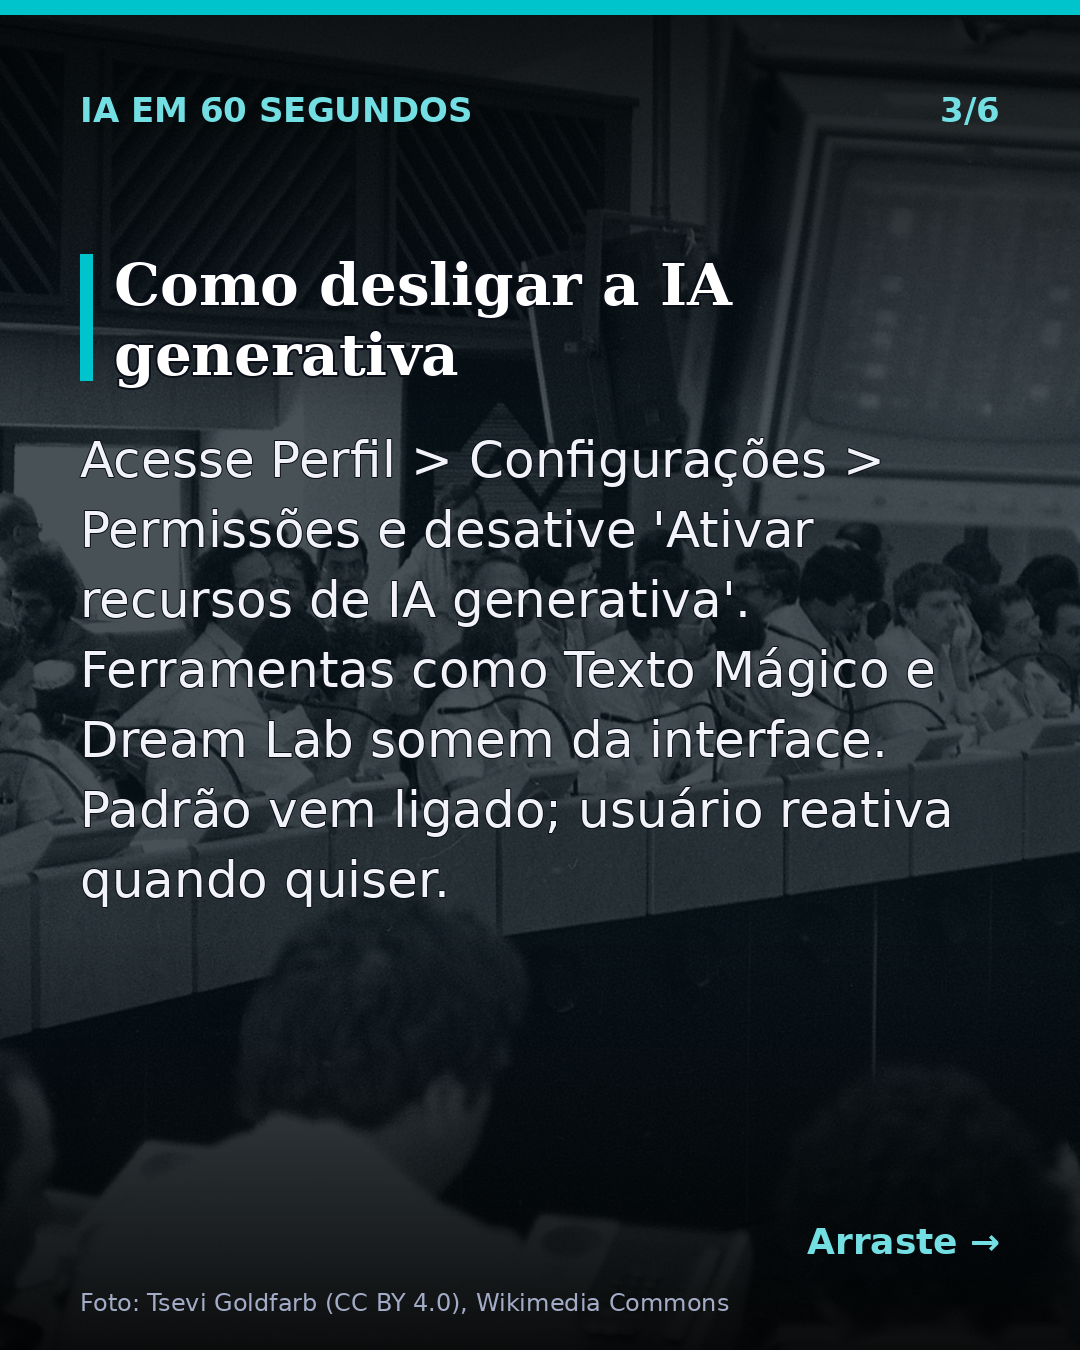 IA EM 60 SEGUNDOS
3/6
Como desligar a IA
generativa
Acesse Perfil > Configurações >
Permissões e desative 'Ativar
recursos de IA generativa'.
Ferramentas como Texto Mágico e
Dream Lab somem da interface.
Padrão vem ligado; usuário reativa
quando quiser.
Arraste →
Foto: Tsevi Goldfarb (CC BY 4.0), Wikimedia Commons